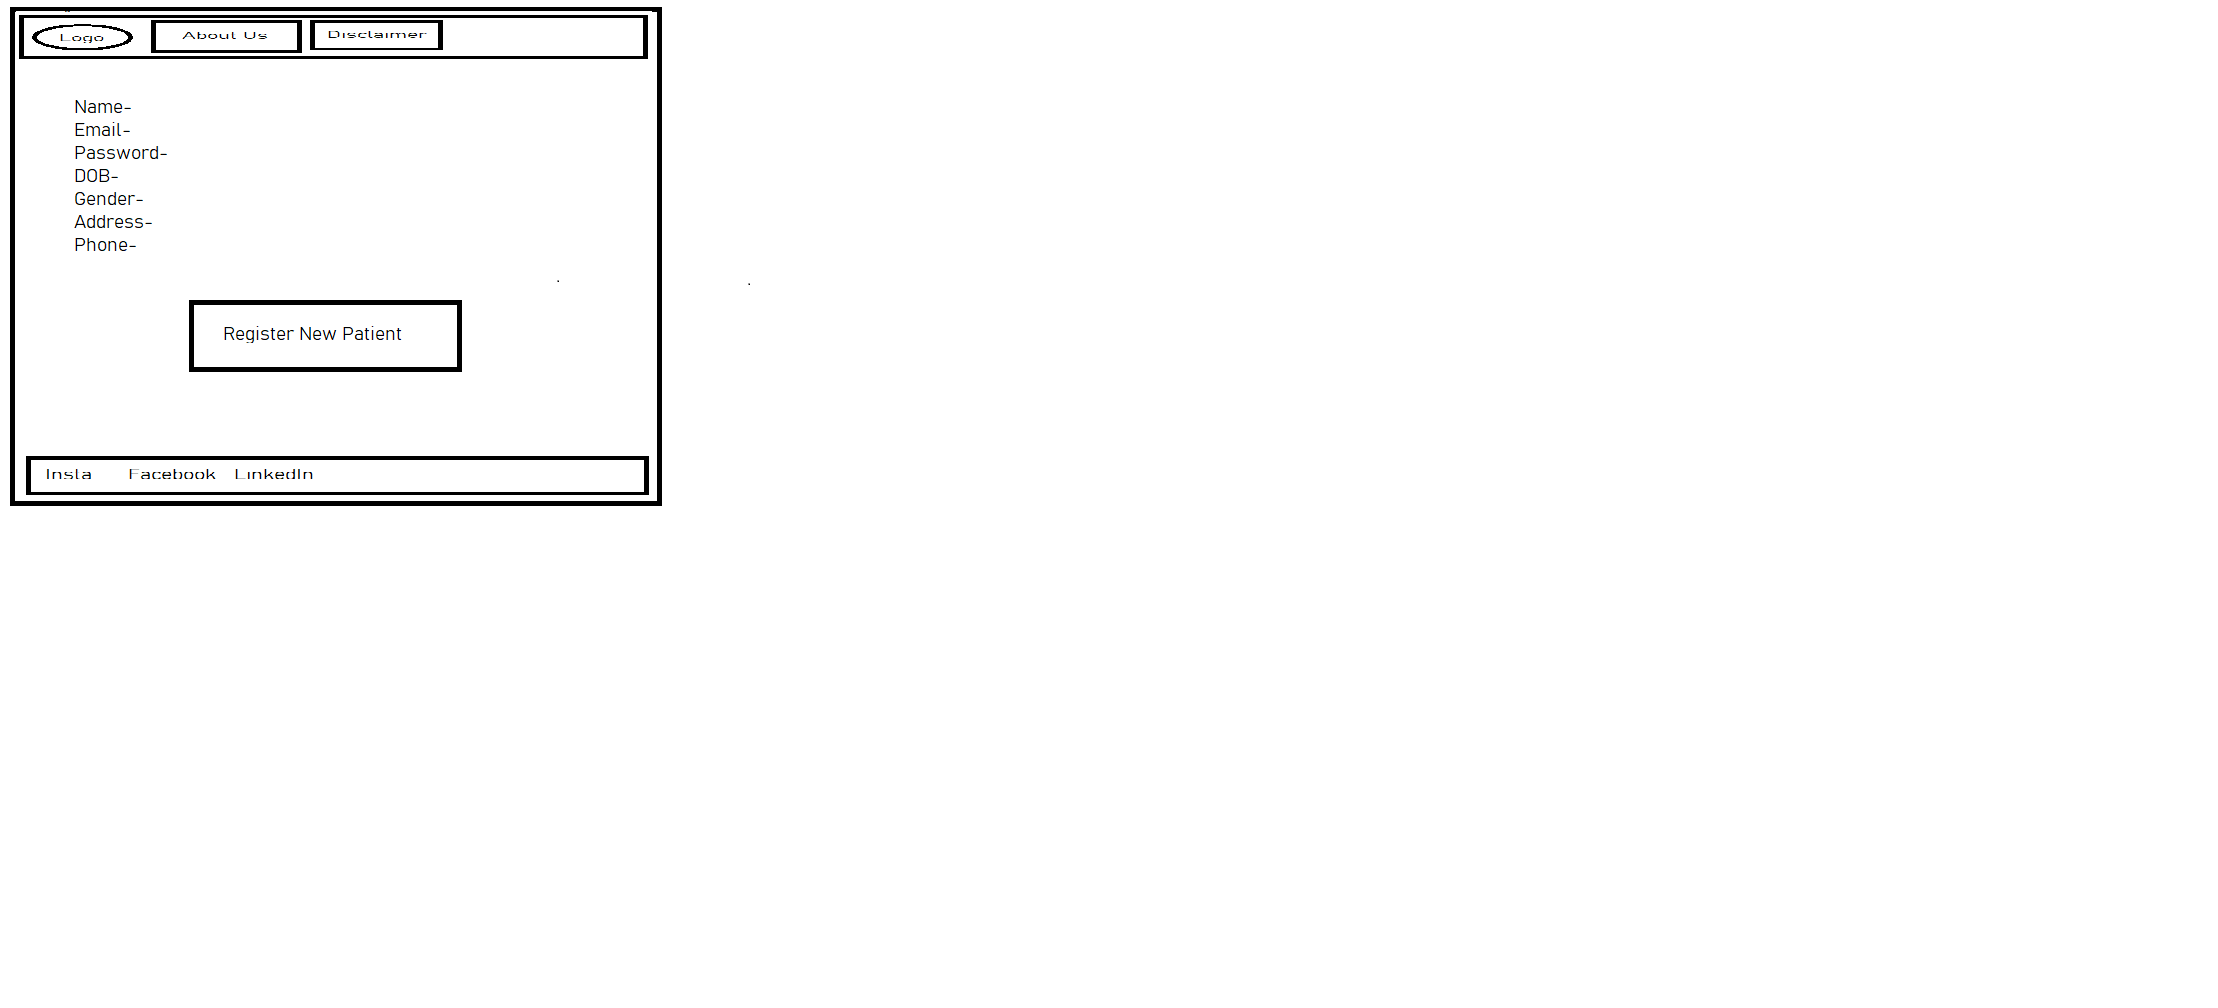 Logo About Us Disclaimer
Name-
Email-
Password-
DOB-
Gender-
Address-
Phone-
Register New Patient
Insta Facebook LinkedIn